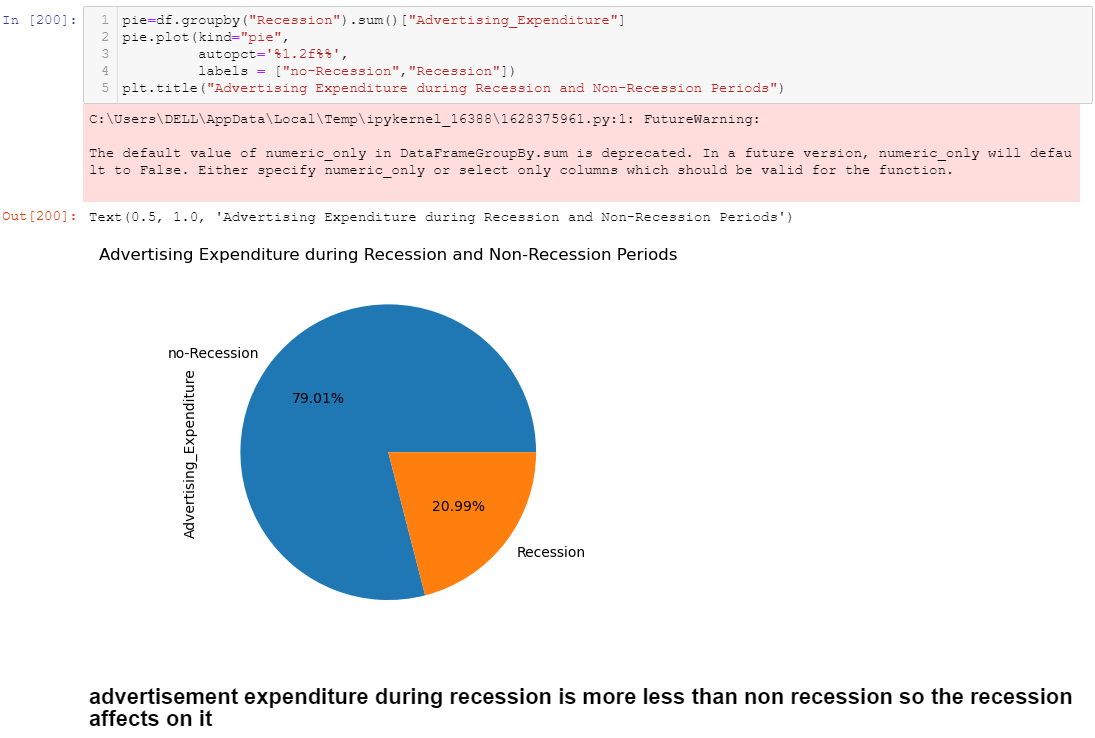 In [200]:
1 pie=df.groupby("Recession").sum()["Advertising_Expenditure"]
2 pie.plot(kind="pie",
3          autopct='%1.2f%%',
4          labels = ["no-Recession","Recession"])
5 plt.title("Advertising Expenditure during Recession and Non-Recession Periods")
C:\Users\DELL\AppData\Local\Temp\ipykernel_16388\1628375961.py:1: FutureWarning:
The default value of numeric_only in DataFrameGroupBy.sum is deprecated. In a future version, numeric_only will defau
lt to False. Either specify numeric_only or select only columns which should be valid for the function.
Out[200]: Text(0.5, 1.0, 'Advertising Expenditure during Recession and Non-Recession Periods')
Advertising Expenditure during Recession and Non-Recession Periods
no-Recession
Advertising_Expenditure
79.01%
20.99%
Recession
advertisement expenditure during recession is more less than non recession so the recession
affects on it